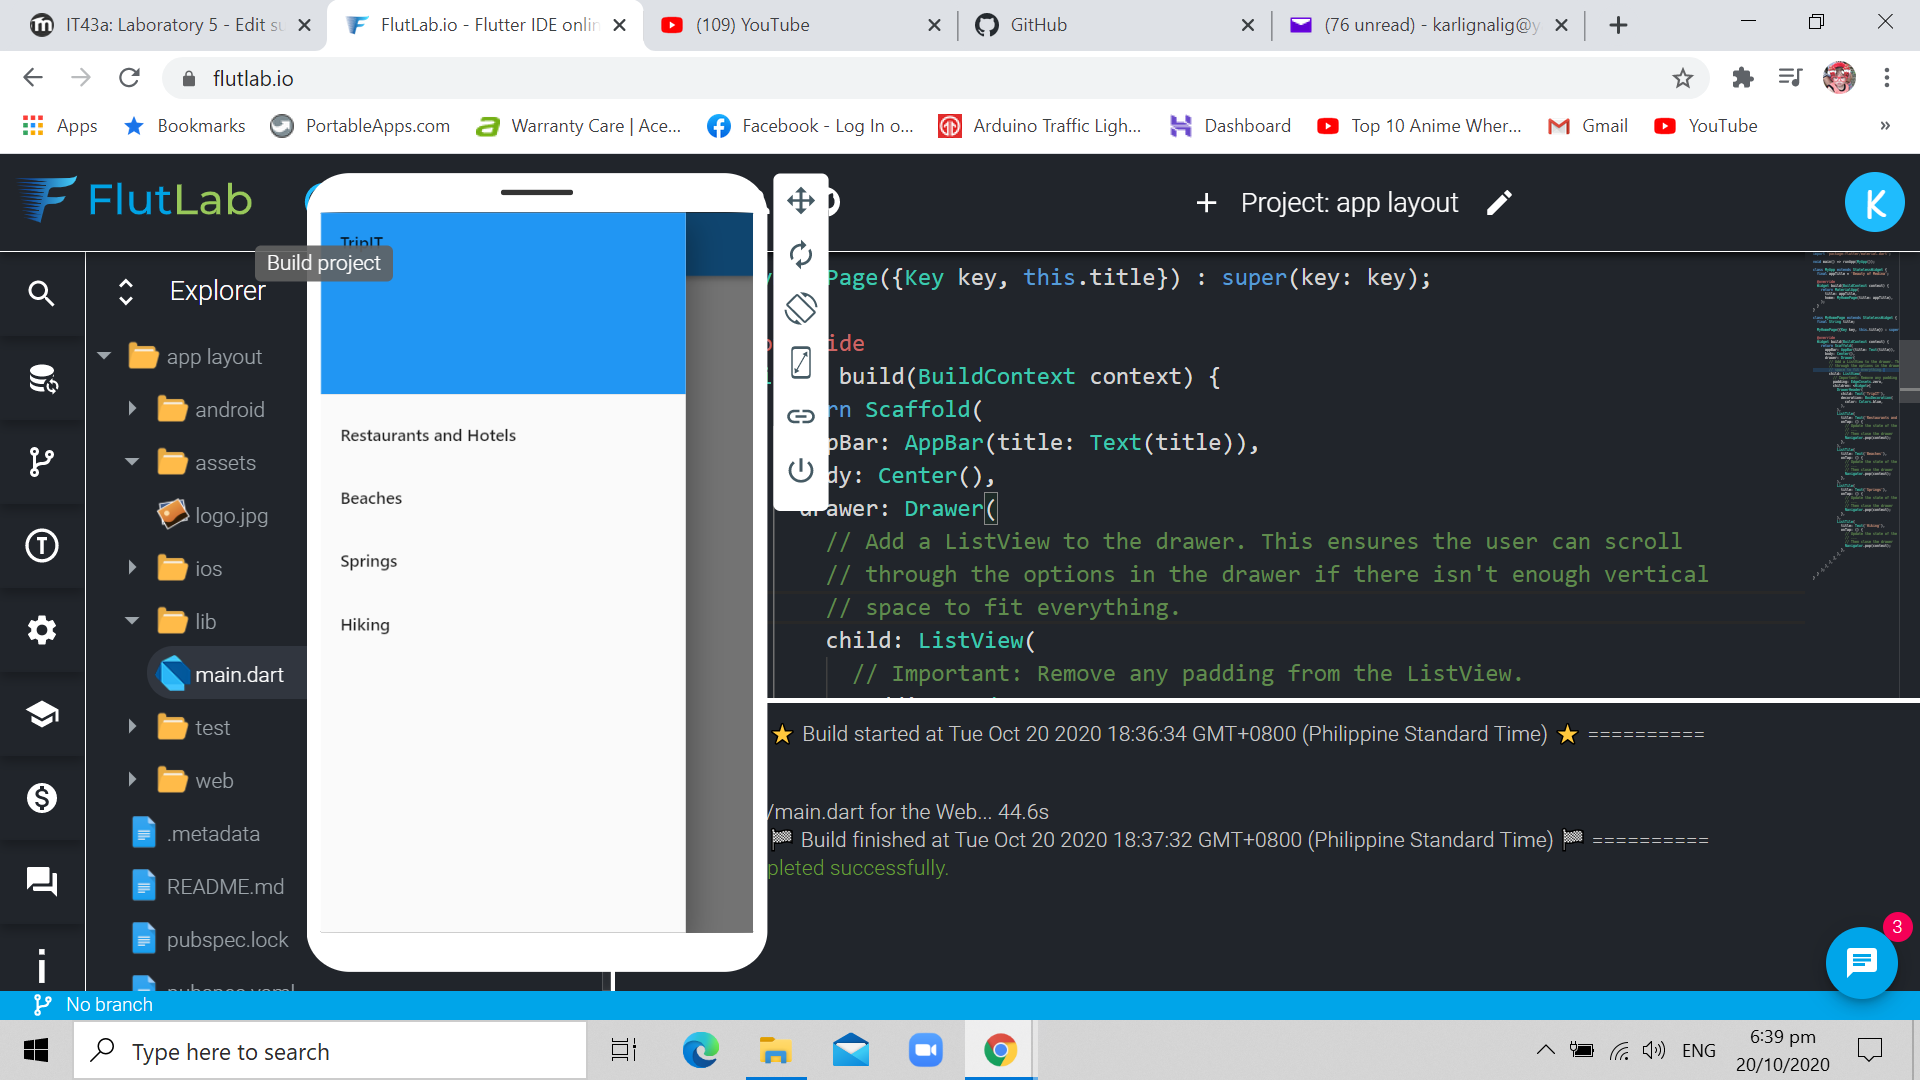 IT43a: Laboratory 5 - Edit su
FlutLab.io - Flutter IDE onlin
(109) YouTube
GitHub
(76 unread) - karlignalig@y
flutlab.io
Apps
Bookmarks
PortableApps.com
Warranty Care | Ace...
Facebook - Log In o...
Arduino Traffic Ligh...
Dashboard
Top 10 Anime Wher...
Gmail
YouTube
»
FlutLab
Project: app layout
K
TripIT
Build project
Explorer
app layout
android
assets
logo.jpg
ios
lib
main.dart
test
web
.metadata
README.md
pubspec.lock
pubspec.yaml
Restaurants and Hotels
Beaches
Springs
Hiking
Page({Key key, this.title}) : super(key: key);
ide
build(BuildContext context) {
rn Scaffold(
pBar: AppBar(title: Text(title)),
dy: Center(),
drawer: Drawer(
// Add a ListView to the drawer. This ensures the user can scroll
// through the options in the drawer if there isn't enough vertical
// space to fit everything.
child: ListView(
// Important: Remove any padding from the ListView.
Build started at Tue Oct 20 2020 18:36:34 GMT+0800 (Philippine Standard Time) ==========
/main.dart for the Web... 44.6s
Build finished at Tue Oct 20 2020 18:37:32 GMT+0800 (Philippine Standard Time) ==========
pleted successfully.
3
No branch
Type here to search
ENG
6:39 pm
20/10/2020